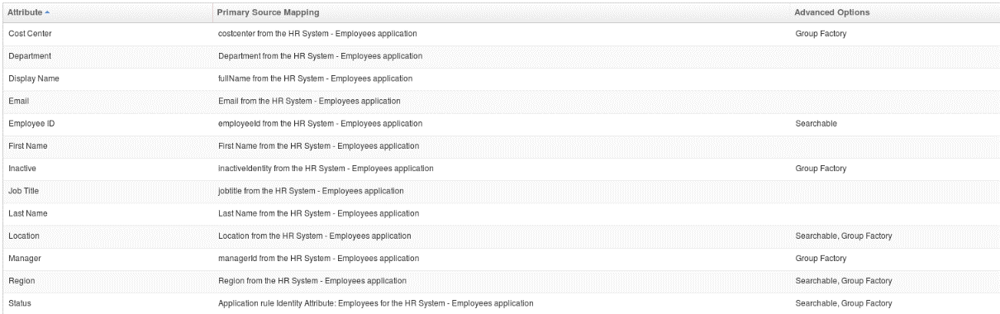 Attribute Primary Source Mapping Advanced Options
Cost Center costcenter from the HR System - Employees application Group Factory
Department Department from the HR System - Employees application
Display Name fullName from the HR System - Employees application
Email Email from the HR System - Employees application
Employee ID employeeId from the HR System - Employees application Searchable
First Name First Name from the HR System - Employees application
Inactive inactiveIdentity from the HR System - Employees application Group Factory
Job Title jobtitle from the HR System - Employees application
Last Name Last Name from the HR System - Employees application
Location Location from the HR System - Employees application Searchable, Group Factory
Manager managerId from the HR System - Employees application Group Factory
Region Region from the HR System - Employees application Searchable, Group Factory
Status Application rule Identity Attribute: Employees for the HR System - Employees application Searchable, Group Factory